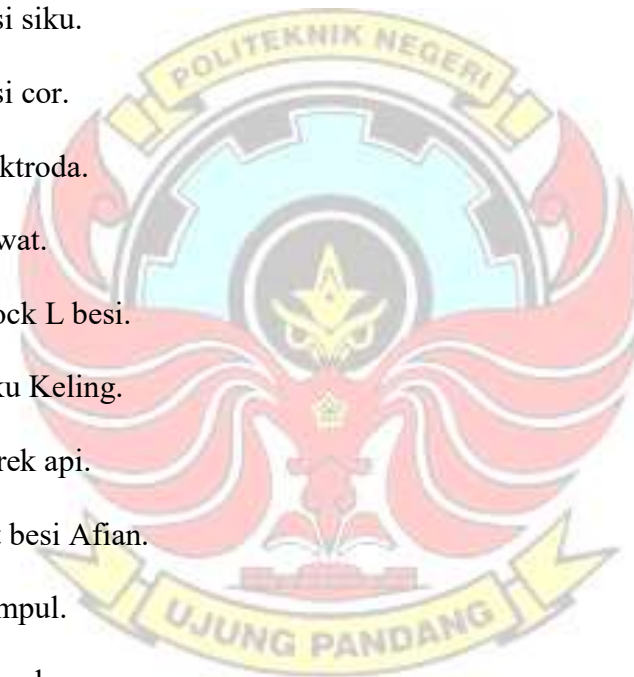 si siku.
POLITEKNIK NEGERI
si cor.
ktroda.
wat.
ock L besi.
ku Keling.
rek api.
t besi Afian.
mpul.
UJUNG PANDANG